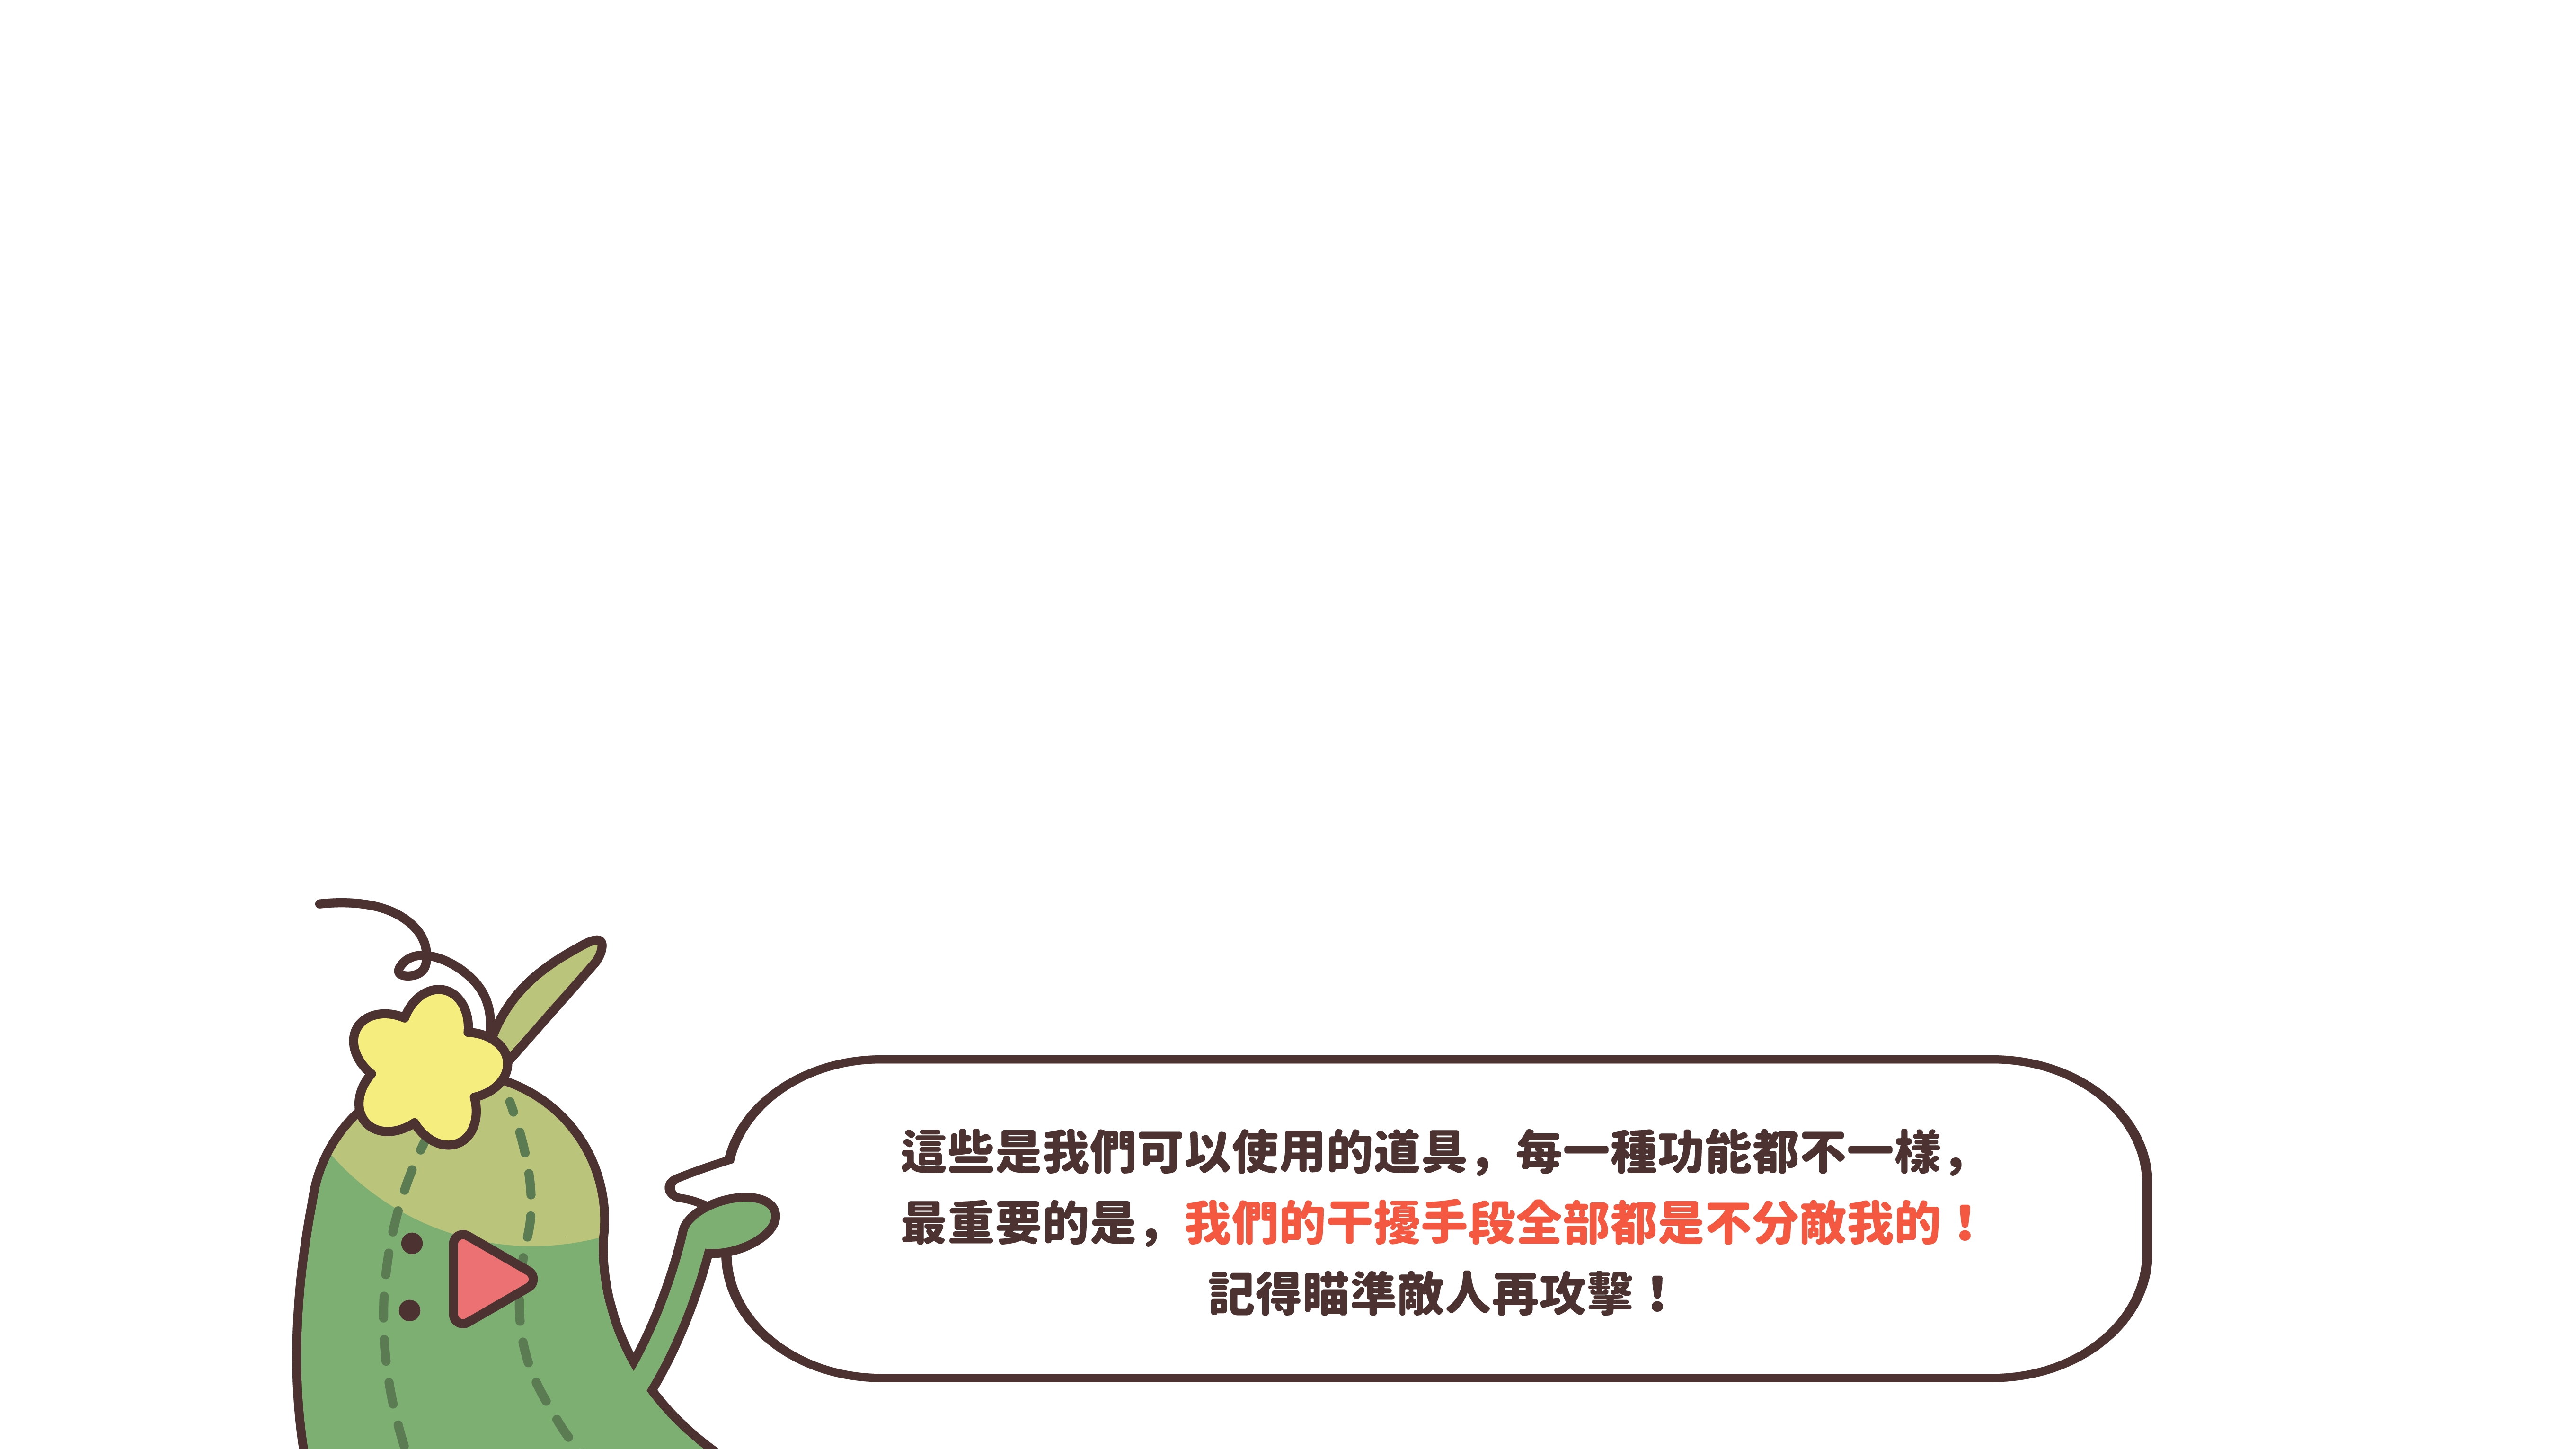 這些是我們可以使用的道具，每一種功能都不一樣，
最重要的是，我們的干擾手段全部都是不分敵我的！
記得瞄準敵人再攻擊！